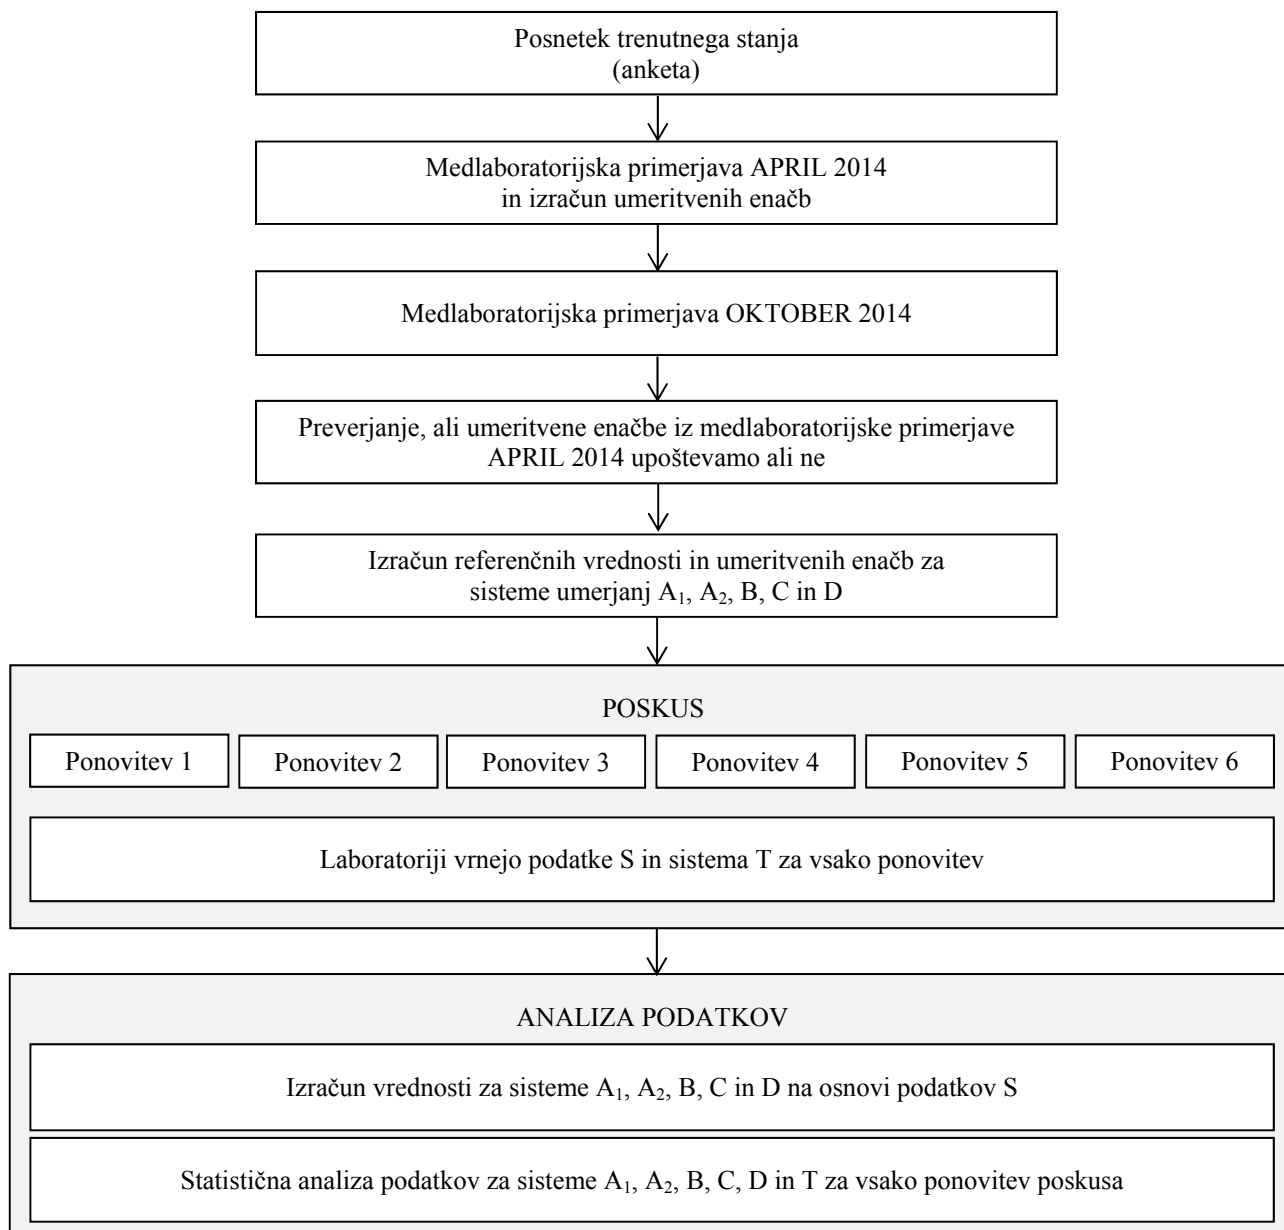 Posnetek trenutnega stanja
(anketa)
Medlaboratorijska primerjava APRIL 2014
in izračun umeritvenih enačb
Medlaboratorijska primerjava OKTOBER 2014
Preverjanje, ali umeritvene enačbe iz medlaboratorijske primerjave
APRIL 2014 upoštevamo ali ne
Izračun referenčnih vrednosti in umeritvenih enačb za
sisteme umerjanj A₁, A₂, B, C in D
POSKUS
Ponovitev 1
Ponovitev 2
Ponovitev 3
Ponovitev 4
Ponovitev 5
Ponovitev 6
Laboratoriji vrnejo podatke S in sistema T za vsako ponovitev
ANALIZA PODATKOV
Izračun vrednosti za sisteme A₁, A₂, B, C in D na osnovi podatkov S
Statistična analiza podatkov za sisteme A₁, A₂, B, C, D in T za vsako ponovitev poskusa